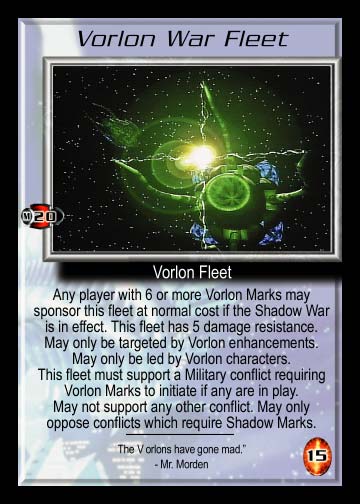 Vorlon War Fleet
M 20
Vorlon Fleet
Any player with 6 or more Vorlon Marks may
sponsor this fleet at normal cost if the Shadow War
is in effect. This fleet has 5 damage resistance.
May only be targeted by Vorlon enhancements.
May only be led by Vorlon characters.
This fleet must support a Military conflict requiring
Vorlon Marks to initiate if any are in play.
May not support any other conflict. May only
oppose conflicts which require Shadow Marks.
"The V orlons have gone mad."
- Mr. Morden
15